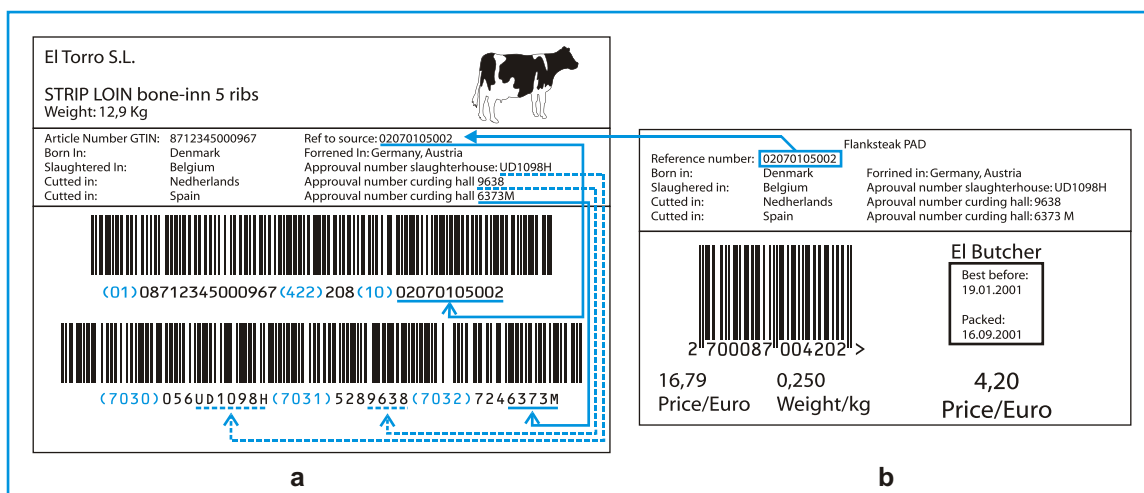 El Torro S.L.
STRIP LOIN bone-inn 5 ribs
Weight: 12,9 Kg
Article Number GTIN: 8712345000967 Ref to source: 02070105002
Born In: Denmark Forrened In: Germany, Austria
Slaughtered In: Belgium Approuval number slaughterhouse: UD1098H
Cutted in: Nedherlands Approuval number curding hall 9638
Cutted in: Spain Approuval number curding hall 6373M
(01)08712345000967(422)208(10)02070105002
(7030)056UD1098H(7031)5289638(7032)7246373M
a
Flanksteak PAD
Reference number: 02070105002
Born in: Denmark Forrined in: Germany, Austria
Slaughered in: Belgium Aprouval number slaughterhouse: UD1098H
Cutted in: Nedherlands Aprouval number curding hall: 9638
Cutted in: Spain Aprouval number curding hall: 6373 M
El Butcher
Best before:
19.01.2001
Packed:
16.09.2001
2 700087 004202 >
16,79 0,250 4,20
Price/Euro Weight/kg Price/Euro
b